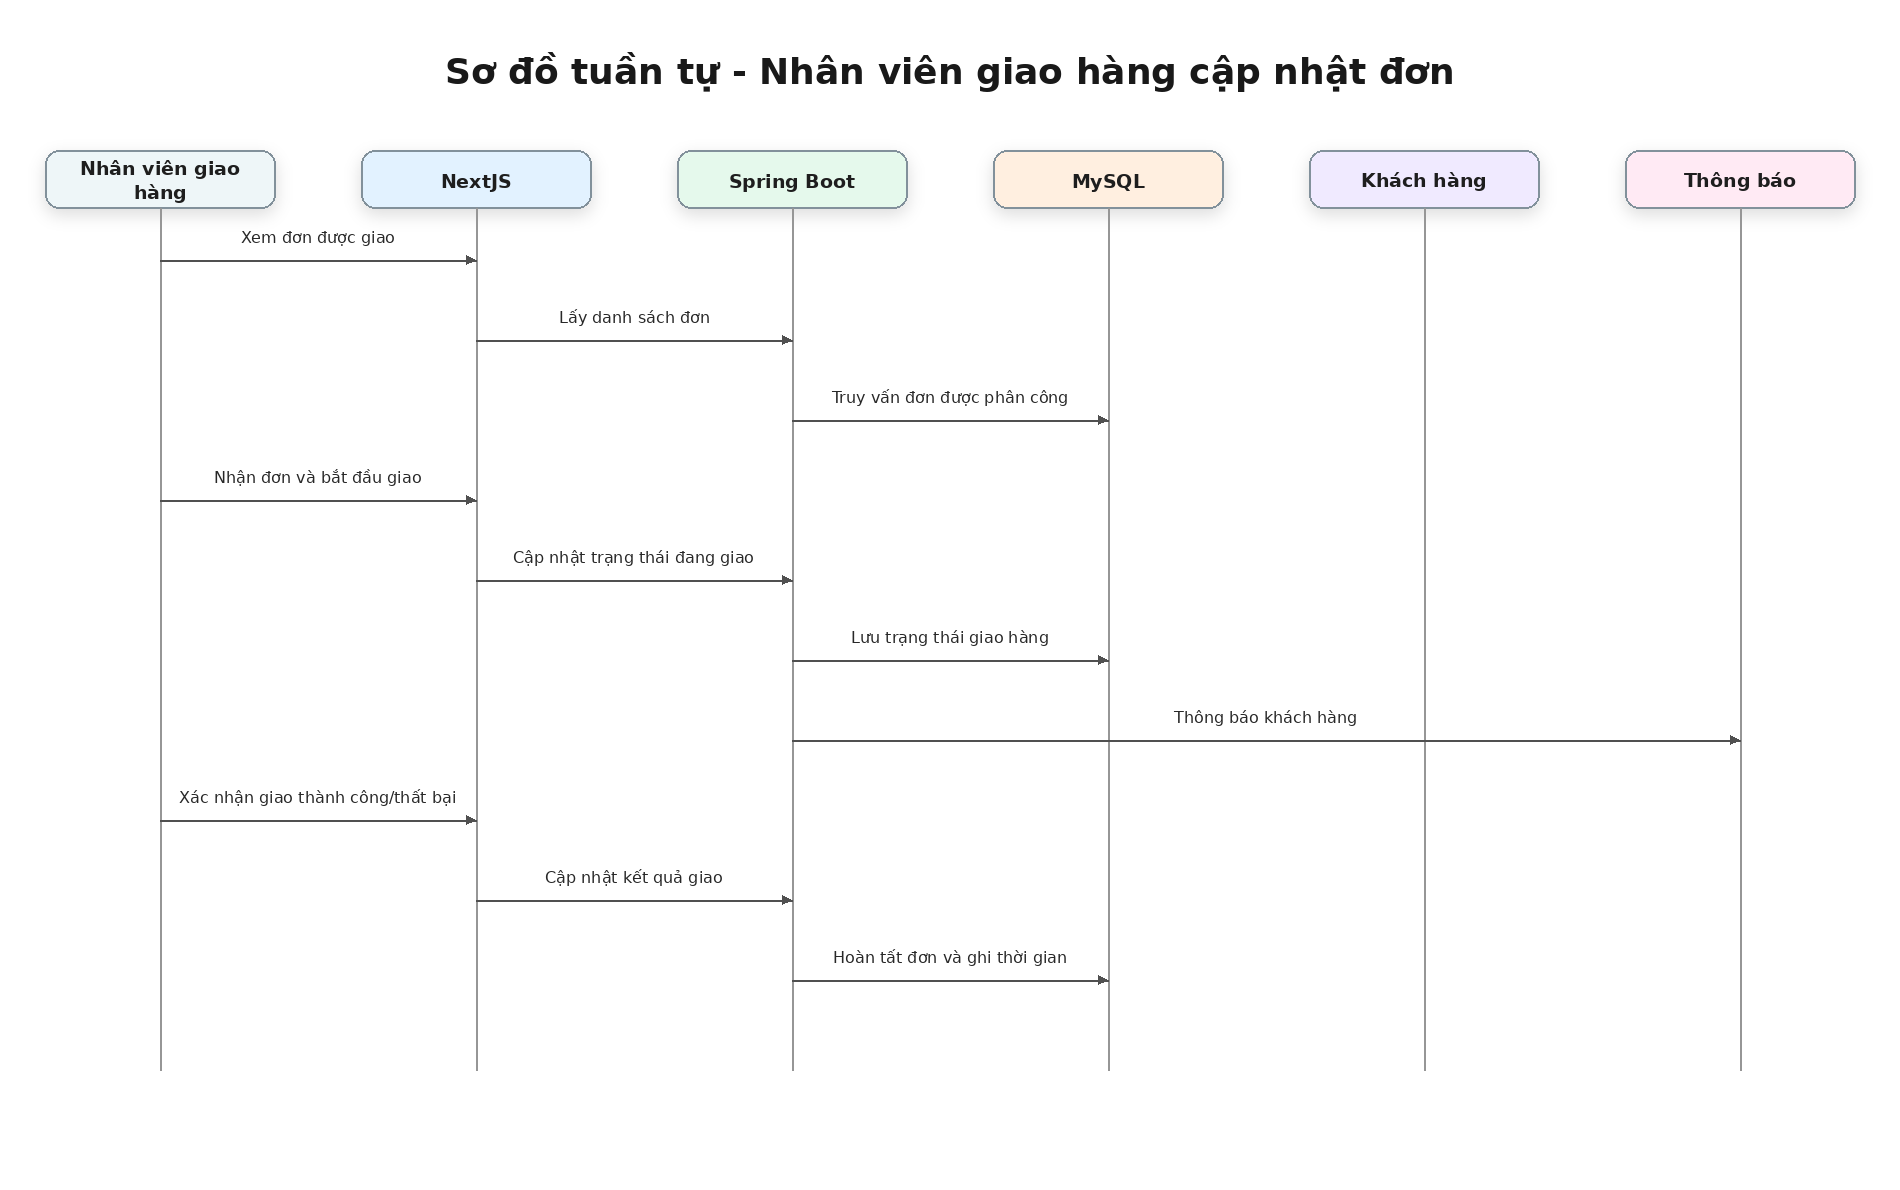 Sơ đồ tuần tự - Nhân viên giao hàng cập nhật đơn
Nhân viên giao
hàng
NextJS
Spring Boot
MySQL
Khách hàng
Thông báo
Xem đơn được giao
Lấy danh sách đơn
Truy vấn đơn được phân công
Nhận đơn và bắt đầu giao
Cập nhật trạng thái đang giao
Lưu trạng thái giao hàng
Thông báo khách hàng
Xác nhận giao thành công/thất bại
Cập nhật kết quả giao
Hoàn tất đơn và ghi thời gian